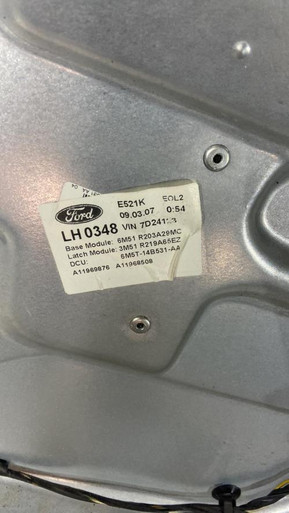 Ford E521K EOL2
09.03.07 0:54
LH 0348 VIN
Base Module: 6M51 R203A29MC
Latch Module: 3M51 R219A65EZ
DCU: 6M5T-14B531-AA
A11969876 A11968508